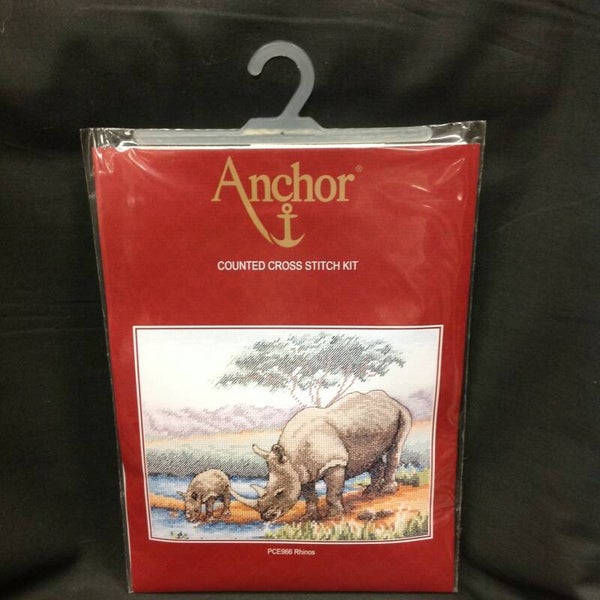 Anchor®
COUNTED CROSS STITCH KIT
PCE966 Rhinos